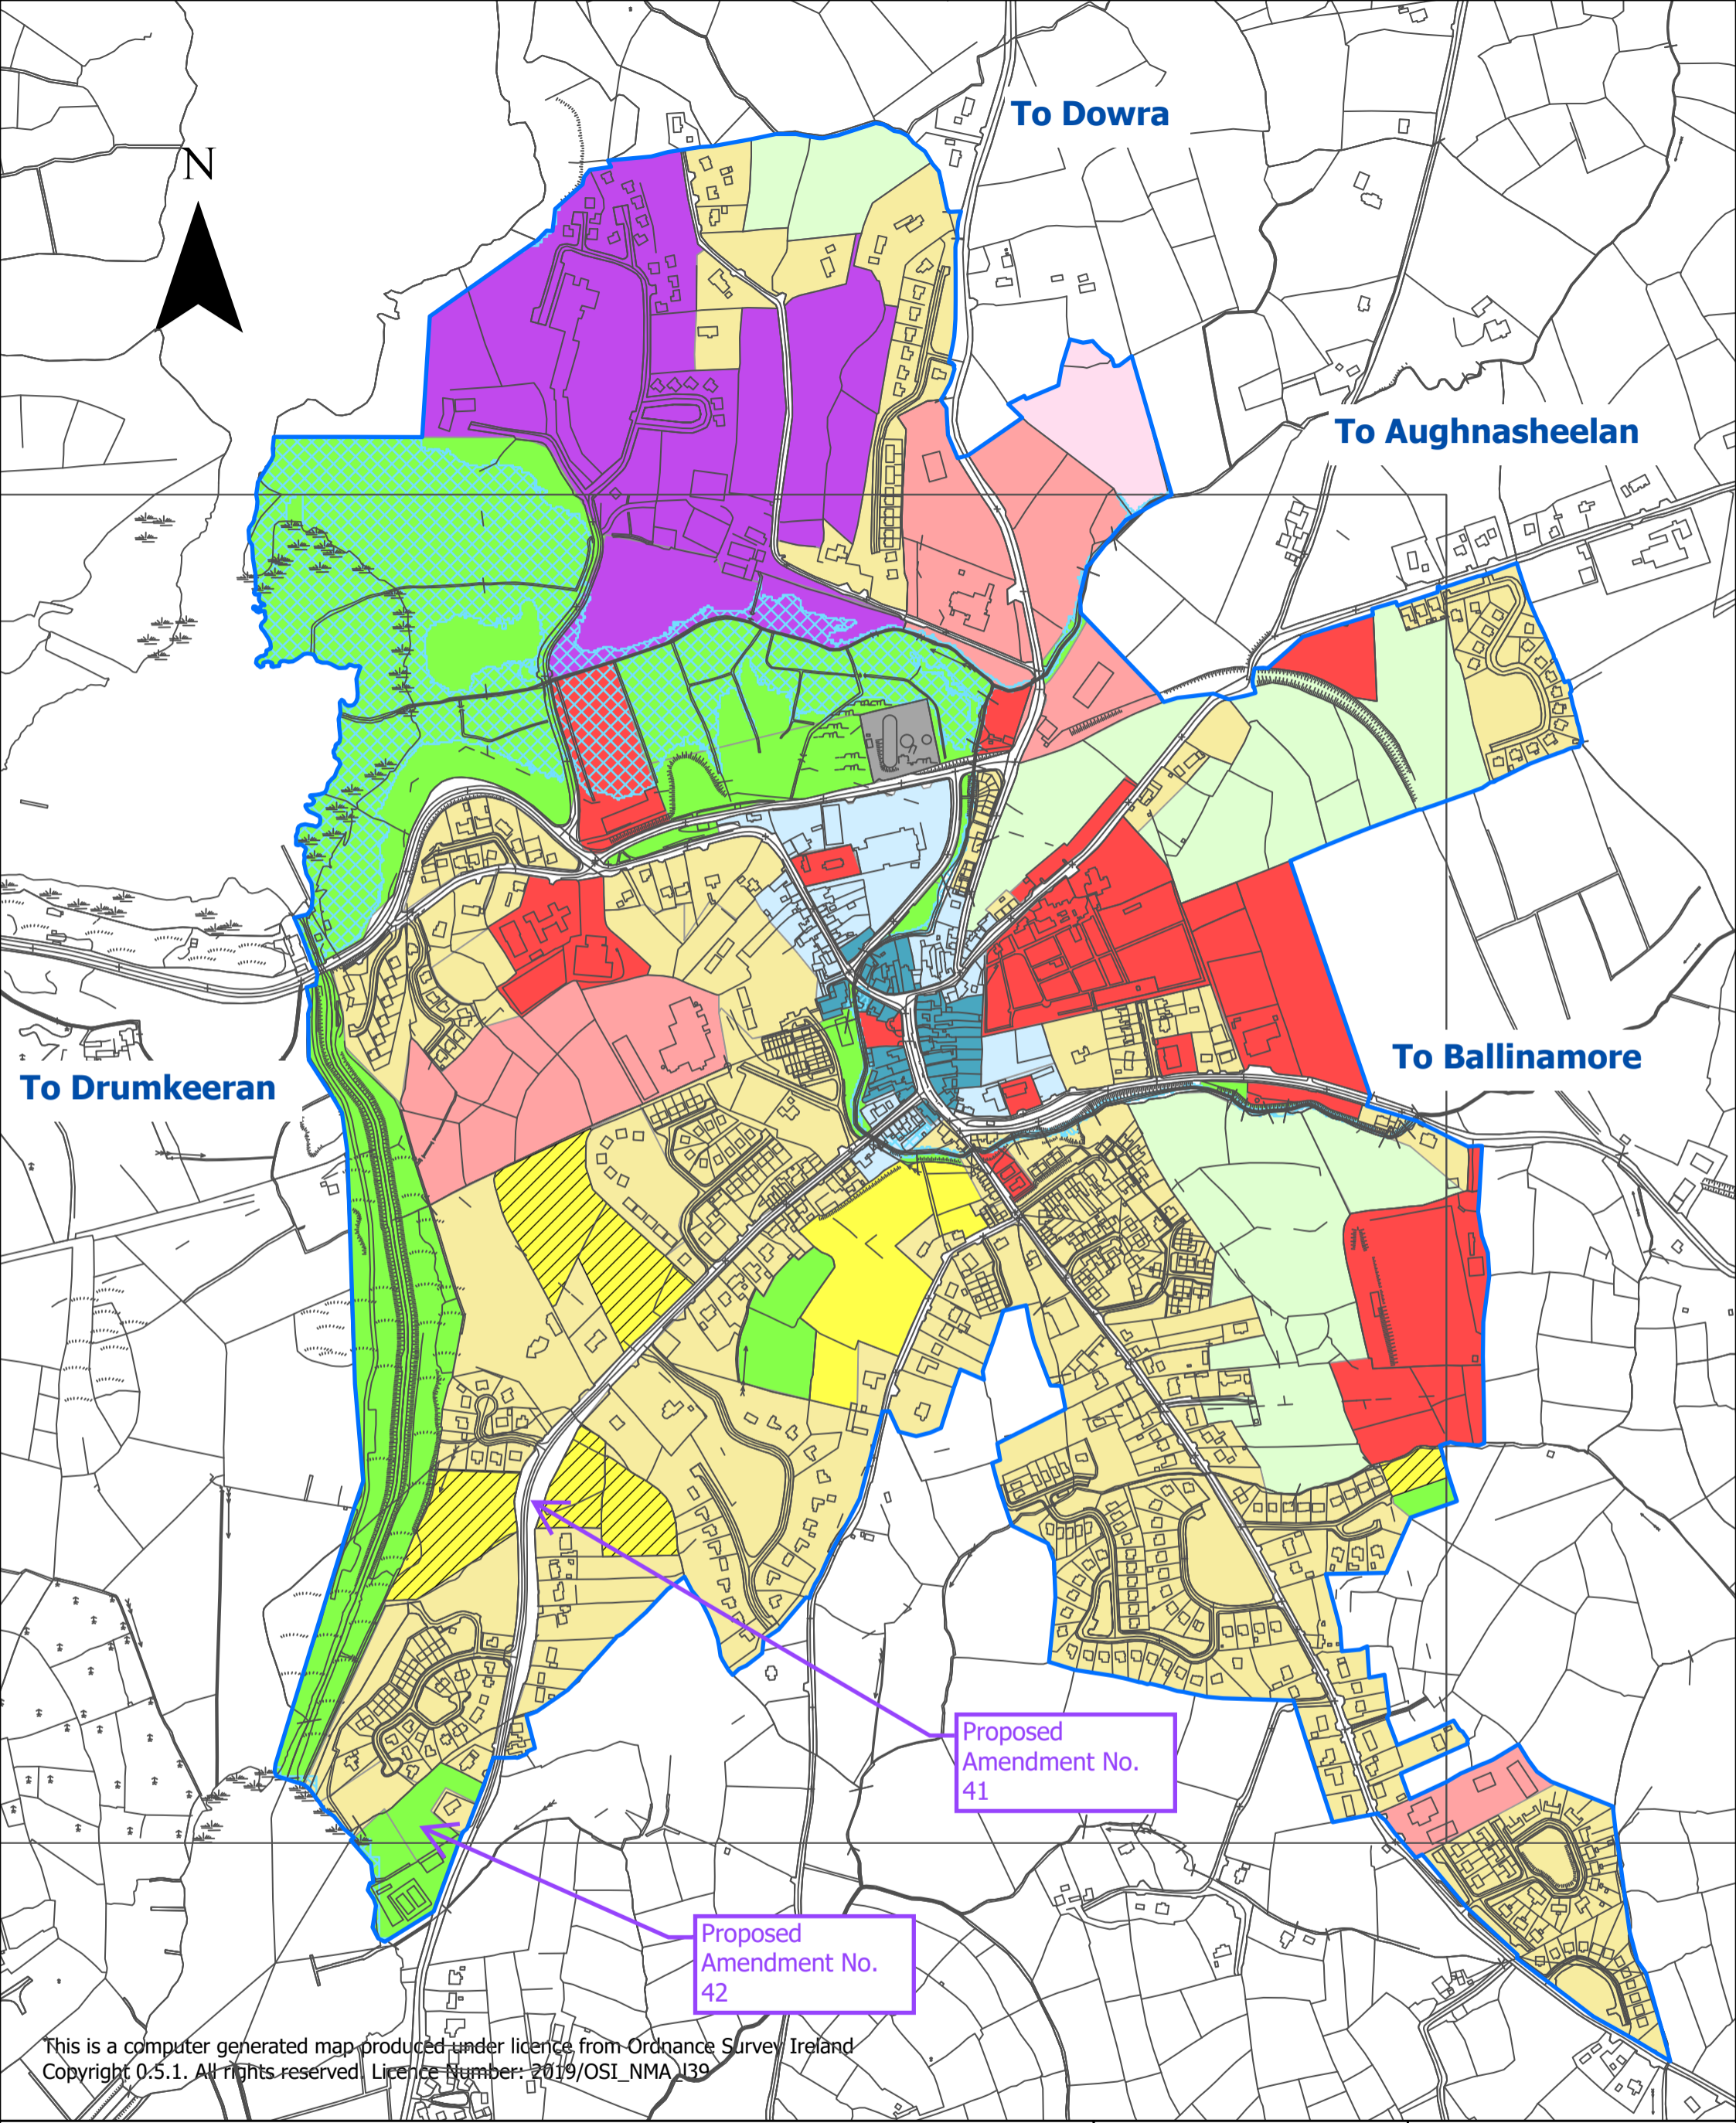 To Dowra
N
To Aughnasheelan
To Ballinamore
To Drumkeeran
Proposed
Amendment No.
41
Proposed
Amendment No.
42
This is a computer generated map produced under licence from Ordnance Survey Ireland
Copyright 0.5.1. All rights reserved. Licence Number: 2019/OSI_NMA_I39